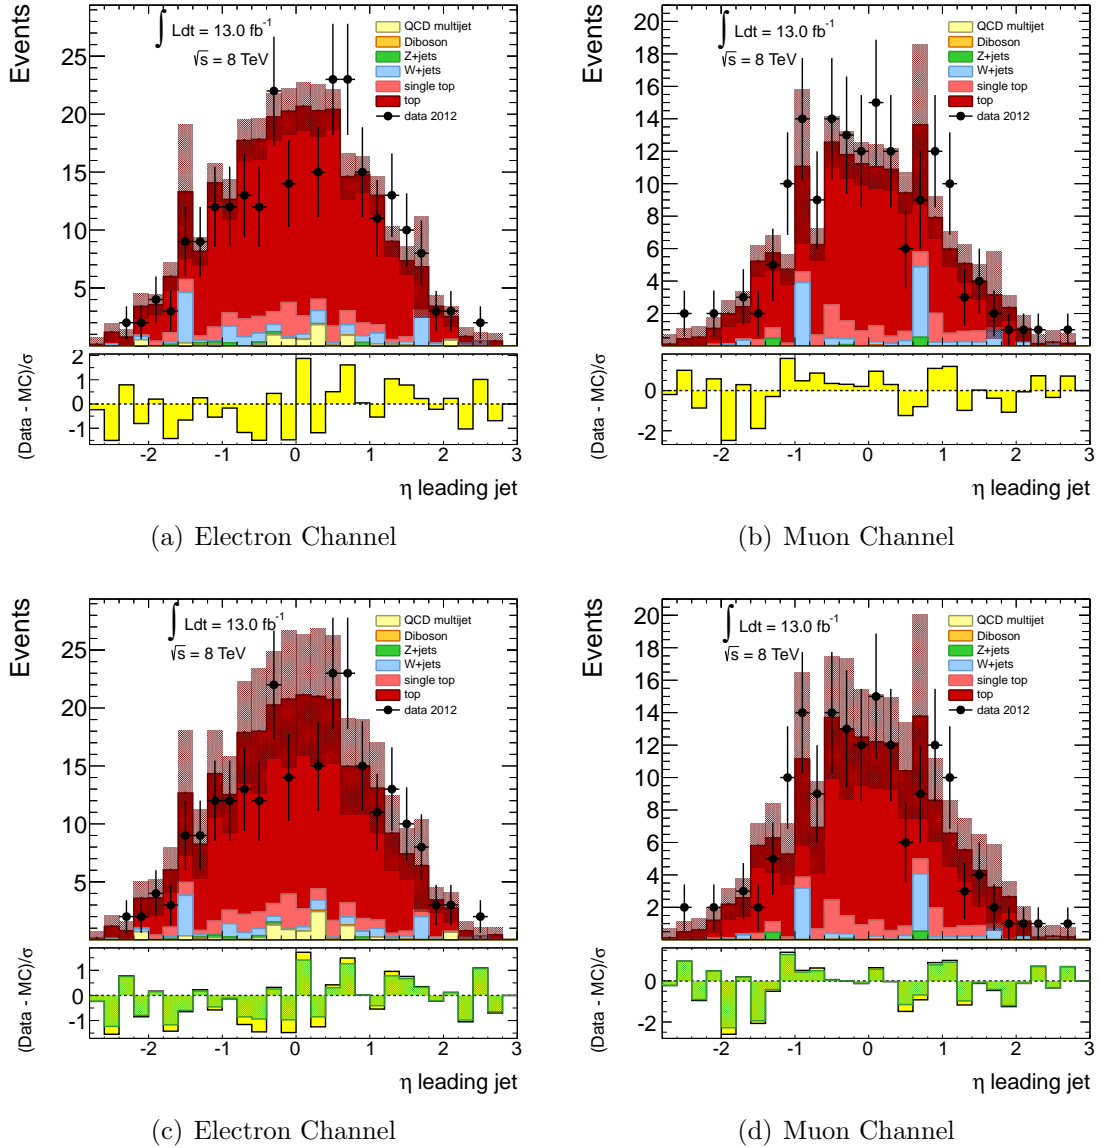 Events
∫ Ldt = 13.0 fb⁻¹
√s = 8 TeV
QCD multijet
Diboson
Z+jets
W+jets
single top
top
data 2012
25
20
15
10
5
(Data - MC)/σ
2
1
0
-1
-2 -1 0 1 2 3
η leading jet
(a) Electron Channel
Events
∫ Ldt = 13.0 fb⁻¹
√s = 8 TeV
QCD multijet
Diboson
Z+jets
W+jets
single top
top
data 2012
20
18
16
14
12
10
8
6
4
2
(Data - MC)/σ
0
-2
-2 -1 0 1 2 3
η leading jet
(b) Muon Channel
Events
∫ Ldt = 13.0 fb⁻¹
√s = 8 TeV
QCD multijet
Diboson
Z+jets
W+jets
single top
top
data 2012
25
20
15
10
5
(Data - MC)/σ
1
0
-1
-2 -1 0 1 2 3
η leading jet
(c) Electron Channel
Events
∫ Ldt = 13.0 fb⁻¹
√s = 8 TeV
QCD multijet
Diboson
Z+jets
W+jets
single top
top
data 2012
20
18
16
14
12
10
8
6
4
2
(Data - MC)/σ
0
-2
-2 -1 0 1 2 3
η leading jet
(d) Muon Channel